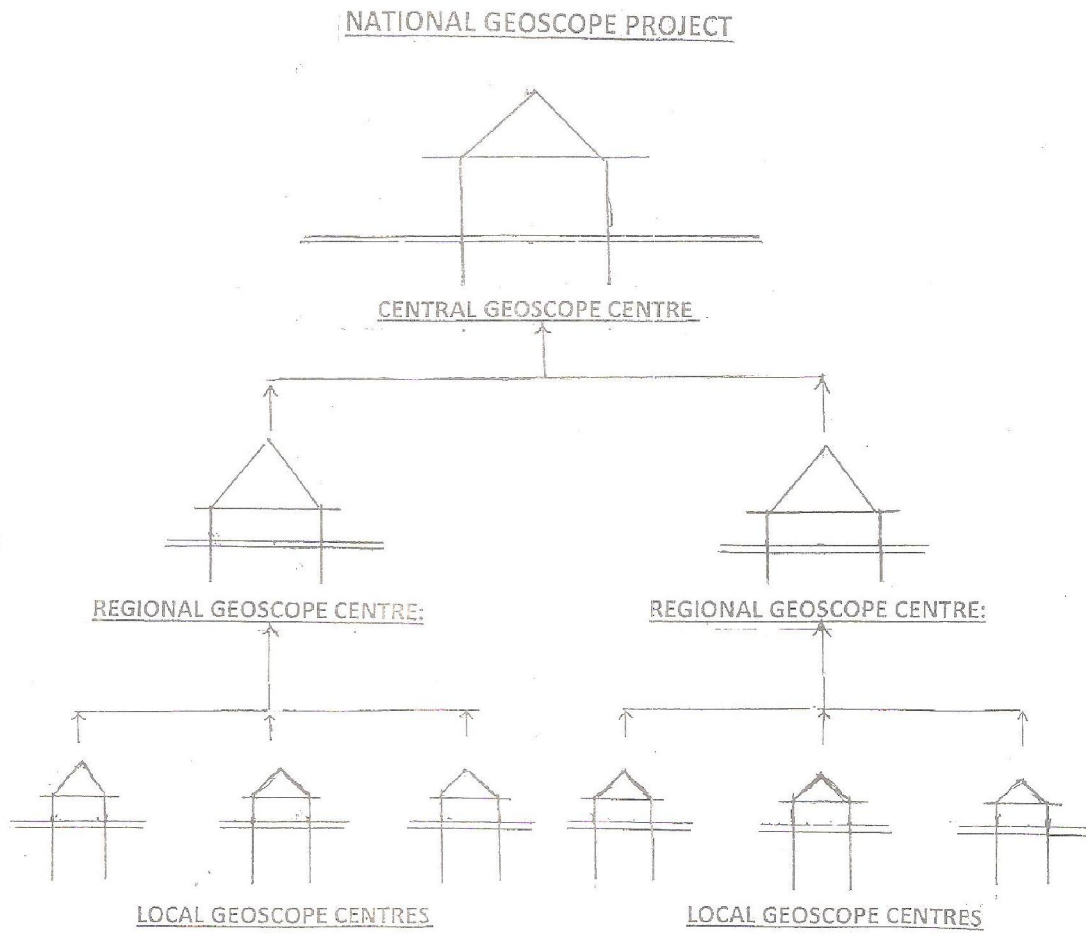 NATIONAL GEOSCOPE PROJECT
CENTRAL GEOSCOPE CENTRE
REGIONAL GEOSCOPE CENTRE:
REGIONAL GEOSCOPE CENTRE:
LOCAL GEOSCOPE CENTRES
LOCAL GEOSCOPE CENTRES